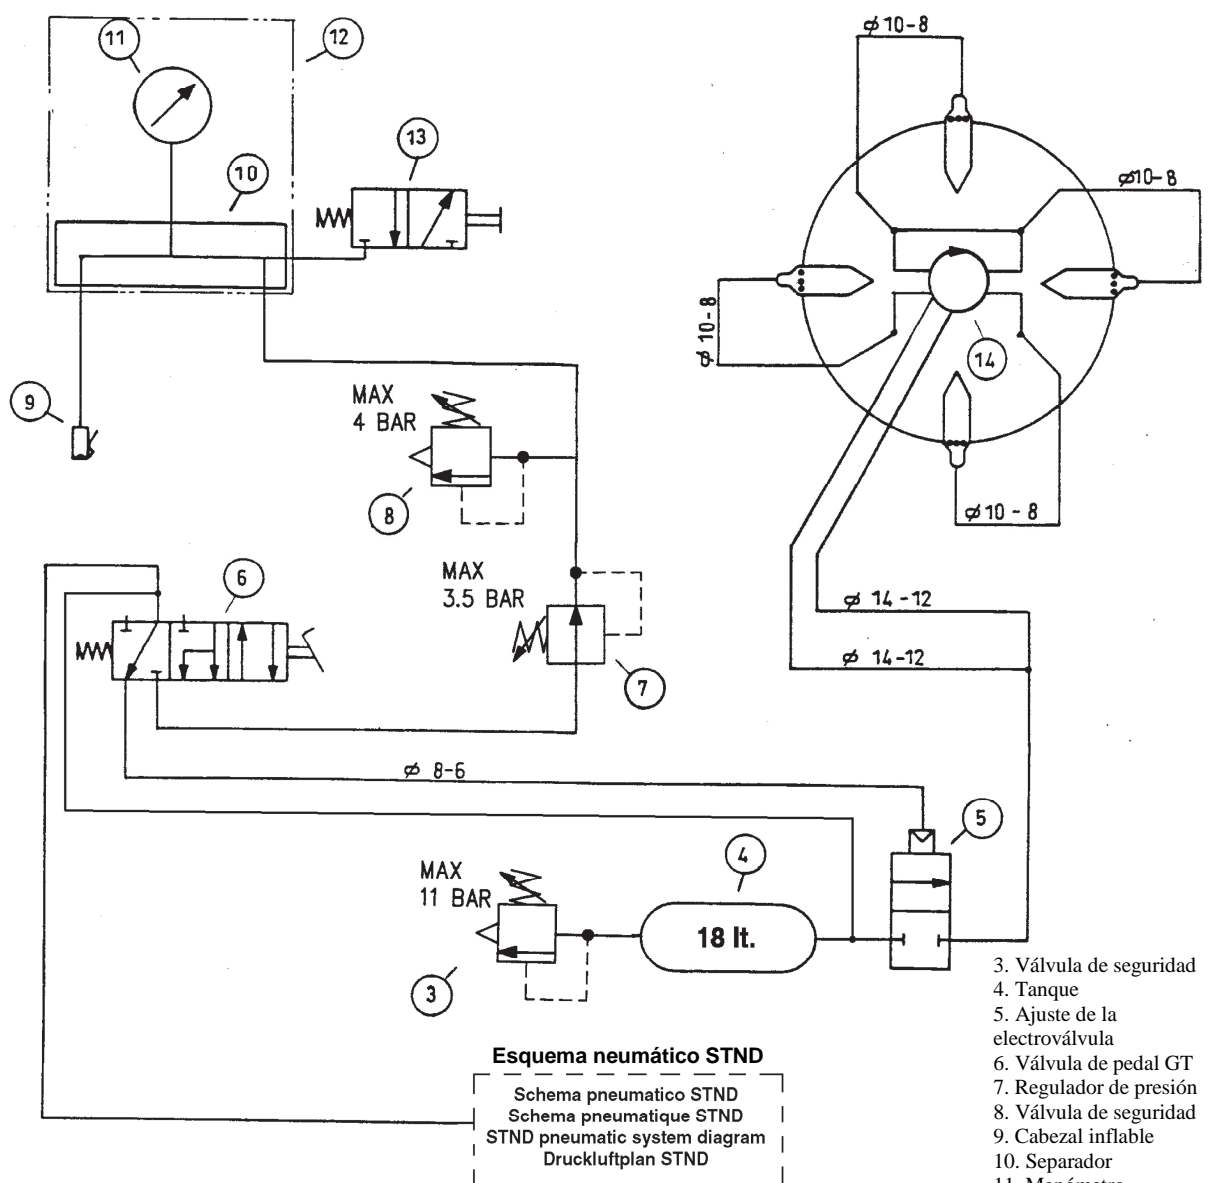 11
12
13
10
9
MAX
4 BAR
8
MAX
3.5 BAR
6
7
⌀ 10-8
⌀10-8
⌀ 10-8
14
⌀ 10-8
⌀ 14-12
⌀ 14-12
⌀ 8-6
5
4
MAX
11 BAR
18 lt.
3
3. Válvula de seguridad
4. Tanque
5. Ajuste de la
electroválvula
6. Válvula de pedal GT
7. Regulador de presión
8. Válvula de seguridad
9. Cabezal inflable
10. Separador
Esquema neumático STND
Schema pneumatico STND
Schema pneumatique STND
STND pneumatic system diagram
Druckluftplan STND